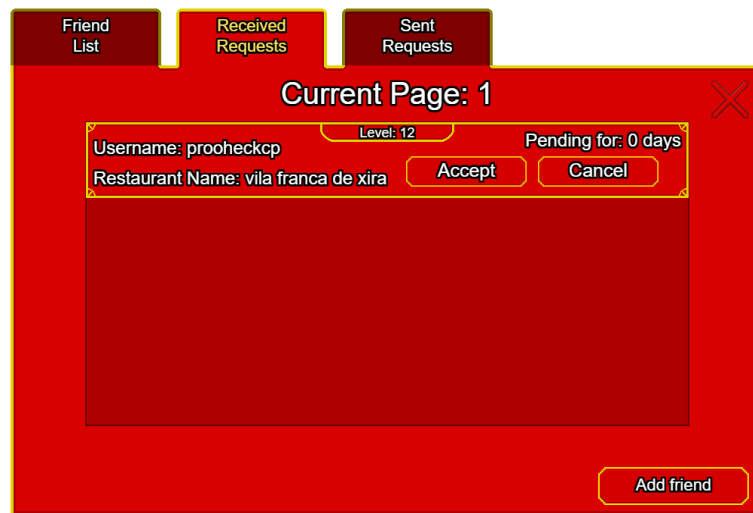 Friend
List
Received
Requests
Sent
Requests
Current Page: 1
Level: 12
Username: prooheckcp
Pending for: 0 days
Restaurant Name: vila franca de xira
Accept
Cancel
Add friend